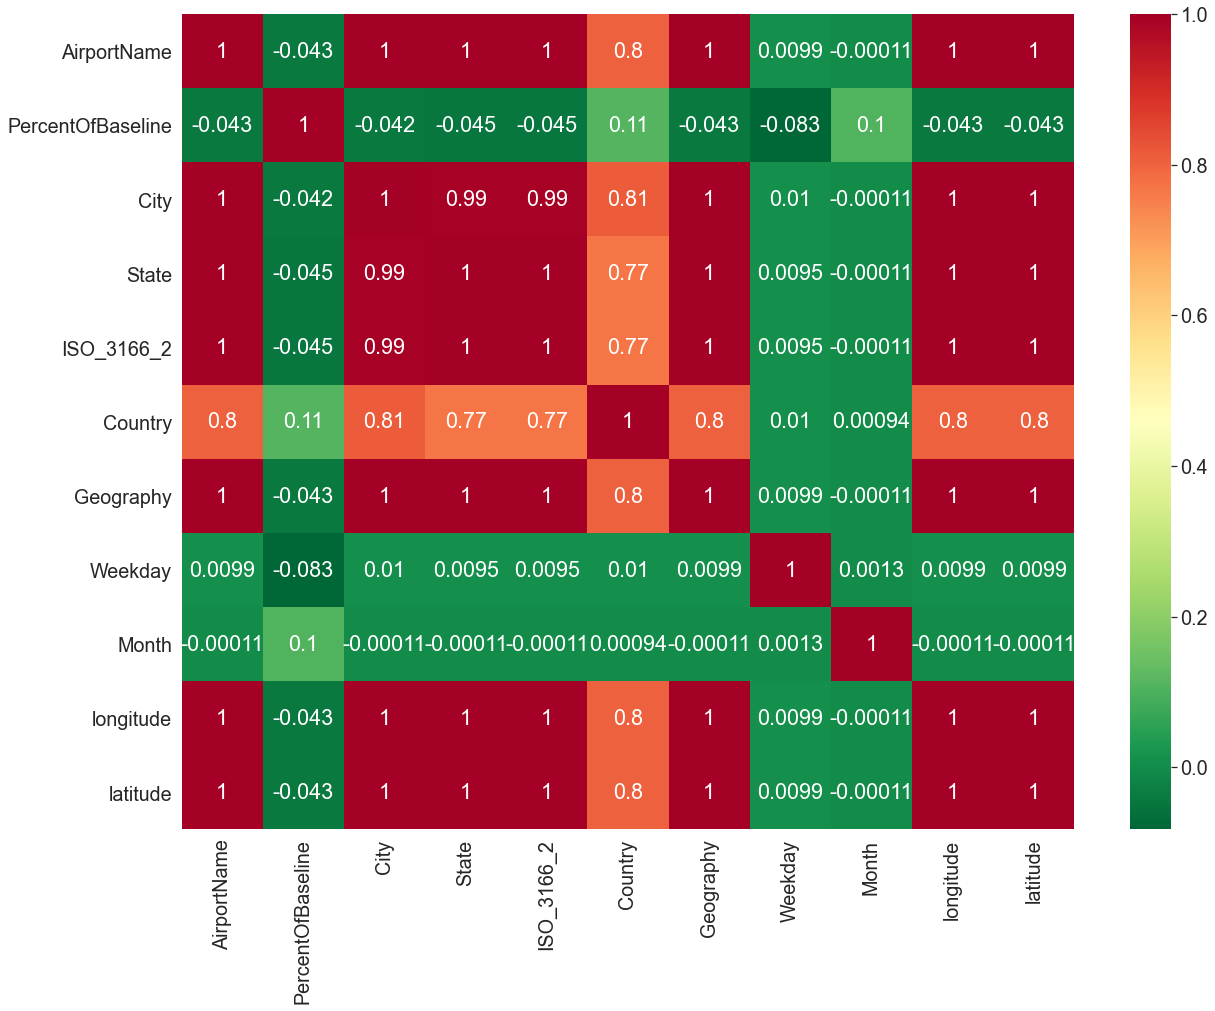 AirportName 1 -0.043 1 1 1 0.8 1 0.0099 -0.00011 1 1
PercentOfBaseline -0.043 1 -0.042 -0.045 -0.045 0.11 -0.043 -0.083 0.1 -0.043 -0.043
City 1 -0.042 1 0.99 0.99 0.81 1 0.01 -0.00011 1 1
State 1 -0.045 0.99 1 1 0.77 1 0.0095 -0.00011 1 1
ISO_3166_2 1 -0.045 0.99 1 1 0.77 1 0.0095 -0.00011 1 1
Country 0.8 0.11 0.81 0.77 0.77 1 0.8 0.01 0.00094 0.8 0.8
Geography 1 -0.043 1 1 1 0.8 1 0.0099 -0.00011 1 1
Weekday 0.0099 -0.083 0.01 0.0095 0.0095 0.01 0.0099 1 0.0013 0.0099 0.0099
Month -0.00011 0.1 -0.00011 -0.00011 -0.00011 0.00094 -0.00011 0.0013 1 -0.00011 -0.00011
longitude 1 -0.043 1 1 1 0.8 1 0.0099 -0.00011 1 1
latitude 1 -0.043 1 1 1 0.8 1 0.0099 -0.00011 1 1
AirportName
PercentOfBaseline
City
State
ISO_3166_2
Country
Geography
Weekday
Month
longitude
latitude
1.0
0.8
0.6
0.4
0.2
0.0